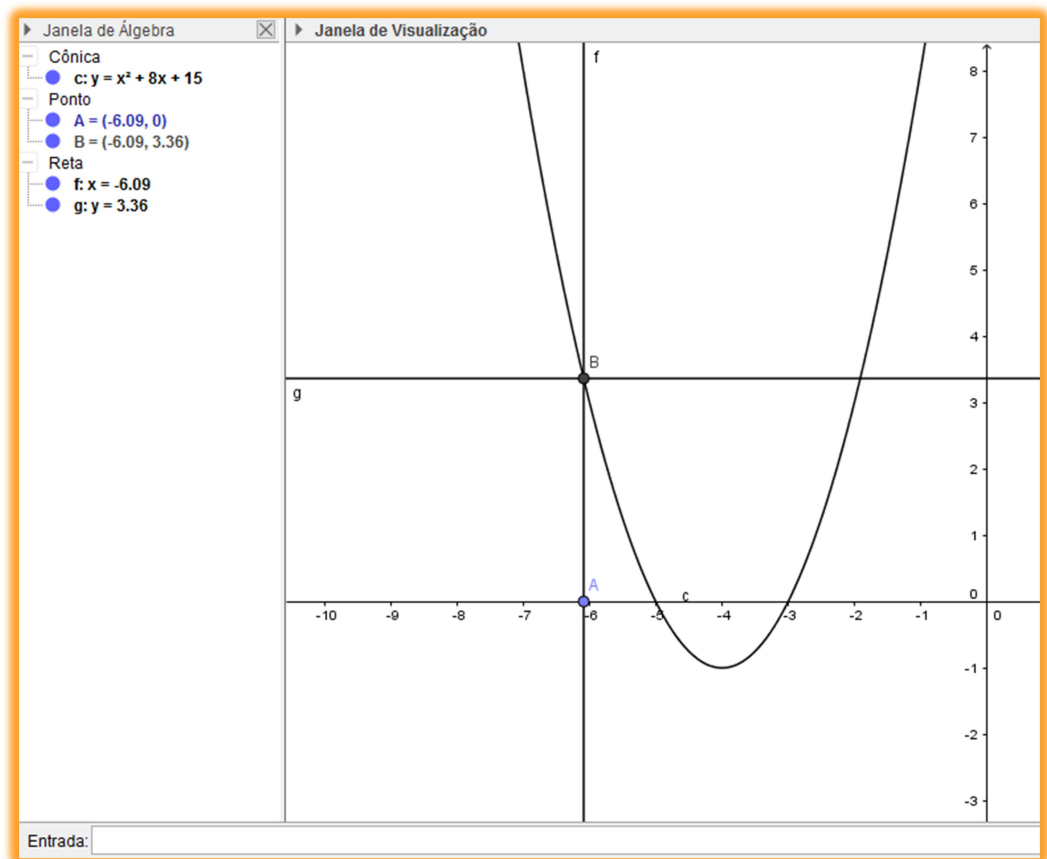 Janela de Álgebra
Cônica
c: y = x² + 8x + 15
Ponto
A = (-6.09, 0)
B = (-6.09, 3.36)
Reta
f: x = -6.09
g: y = 3.36
Janela de Visualização
f
8
7
6
5
4
B
g
3
2
1
A
c
0
-10 -9 -8 -7 -6 -5 -4 -3 -2 -1 0
-1
-2
-3
Entrada: